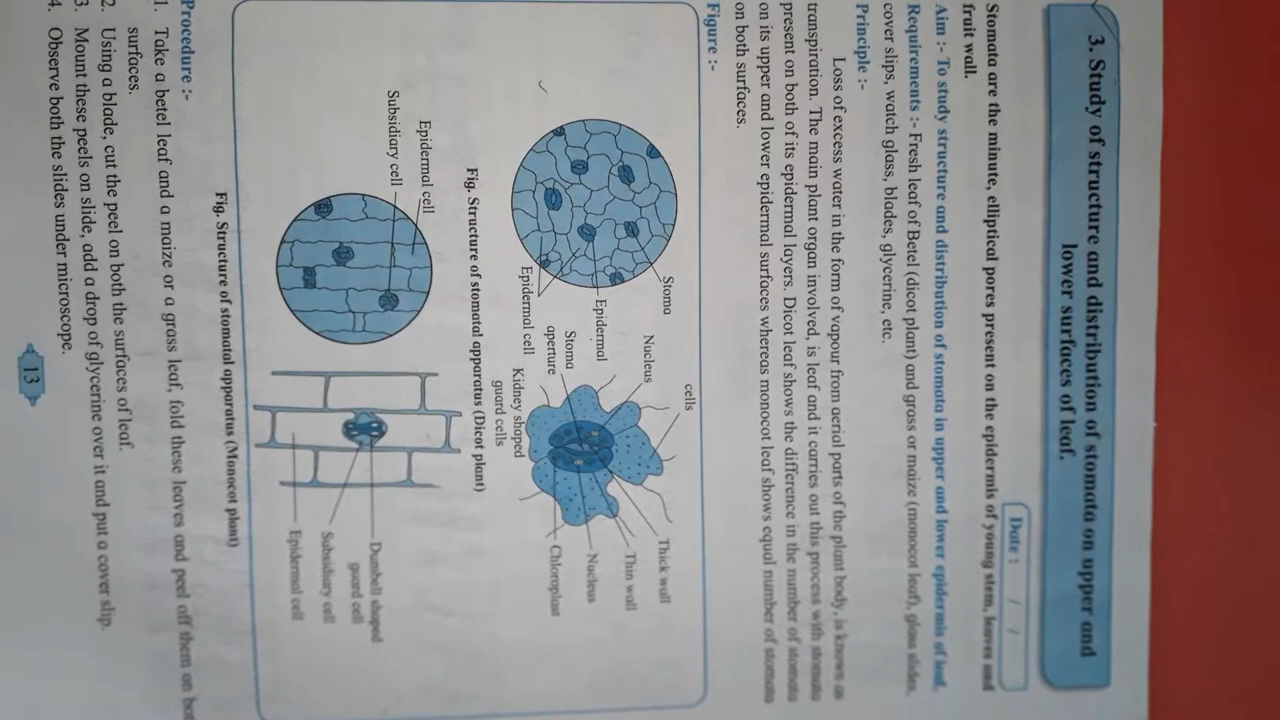 3. Study of structure and distribution of stomata on upper and
lower surfaces of leaf.
Date : / /
Stomata are the minute, eliptical pores present on the epidermis of young stem, leaves and
fruit wall.
Aim :- To study structure and distribution of stomata in upper and lower epidermis of leaf.
Requirements :- Fresh leaf of Betel (dicot plant) and grass or maize (monocot leaf), glass slides,
cover slips, watch glass, blades, glycerine, etc.
Principle :-
Loss of excess water in the form of vapour from aerial parts of the plant body, is known as
transpiration. The main plant organ involved, is leaf and it carries out this process with stomata
present on both of its epidermal layers. Dicot leaf shows the difference in the number of stomata
on its upper and lower epidermal surfaces whereas monocot leaf shows equal number of stomata
on both surfaces.
Figure :-
Stoma
Epidermal
Epidermal cell
cells
Nucleus
Stoma
aperture
Kidney shaped
guard cells
Thick wall
Thin wall
Nucleus
Chloroplast
Fig. Structure of stomatal apparatus (Dicot plant)
Epidermal cell
Subsidiary cell
Dumbell shaped
guard cell
Subsidiary cell
Epidermal cell
Fig. Structure of stomatal apparatus (Monocot plant)
Procedure :-
1. Take a betel leaf and a maize or a grass leaf, fold these leaves and peel off them on
surfaces.
2. Using a blade, cut the peel on both the surfaces of leaf.
3. Mount these peels on slide, add a drop of glycerine over it and put a cover slip.
4. Observe both the slides under microscope.
13